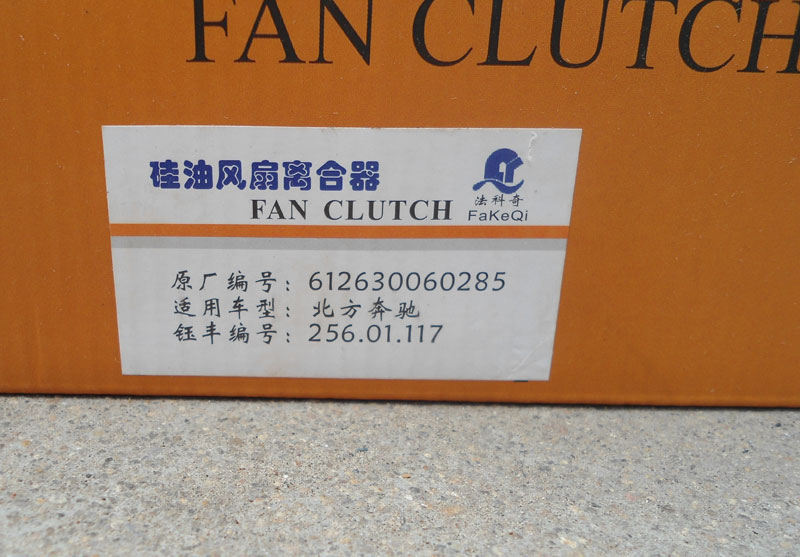 FAN CLUTCH
硅油风扇离合器
FAN CLUTCH
法科奇
FaKeQi
原厂编号：612630060285
适用车型：北方奔驰
钰丰编号：256.01.117